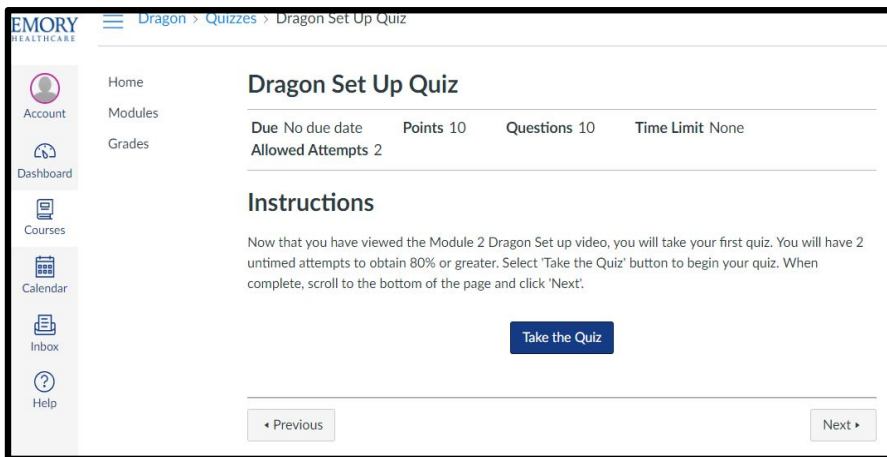 EMORY
HEALTHCARE
Dragon > Quizzes > Dragon Set Up Quiz
Account
Dashboard
Courses
Calendar
Inbox
Help
Home
Modules
Grades
Dragon Set Up Quiz
Due No due date Points 10 Questions 10 Time Limit None
Allowed Attempts 2
Instructions
Now that you have viewed the Module 2 Dragon Set up video, you will take your first quiz. You will have 2
untimed attempts to obtain 80% or greater. Select 'Take the Quiz' button to begin your quiz. When
complete, scroll to the bottom of the page and click 'Next'.
Take the Quiz
◂ Previous
Next ▸